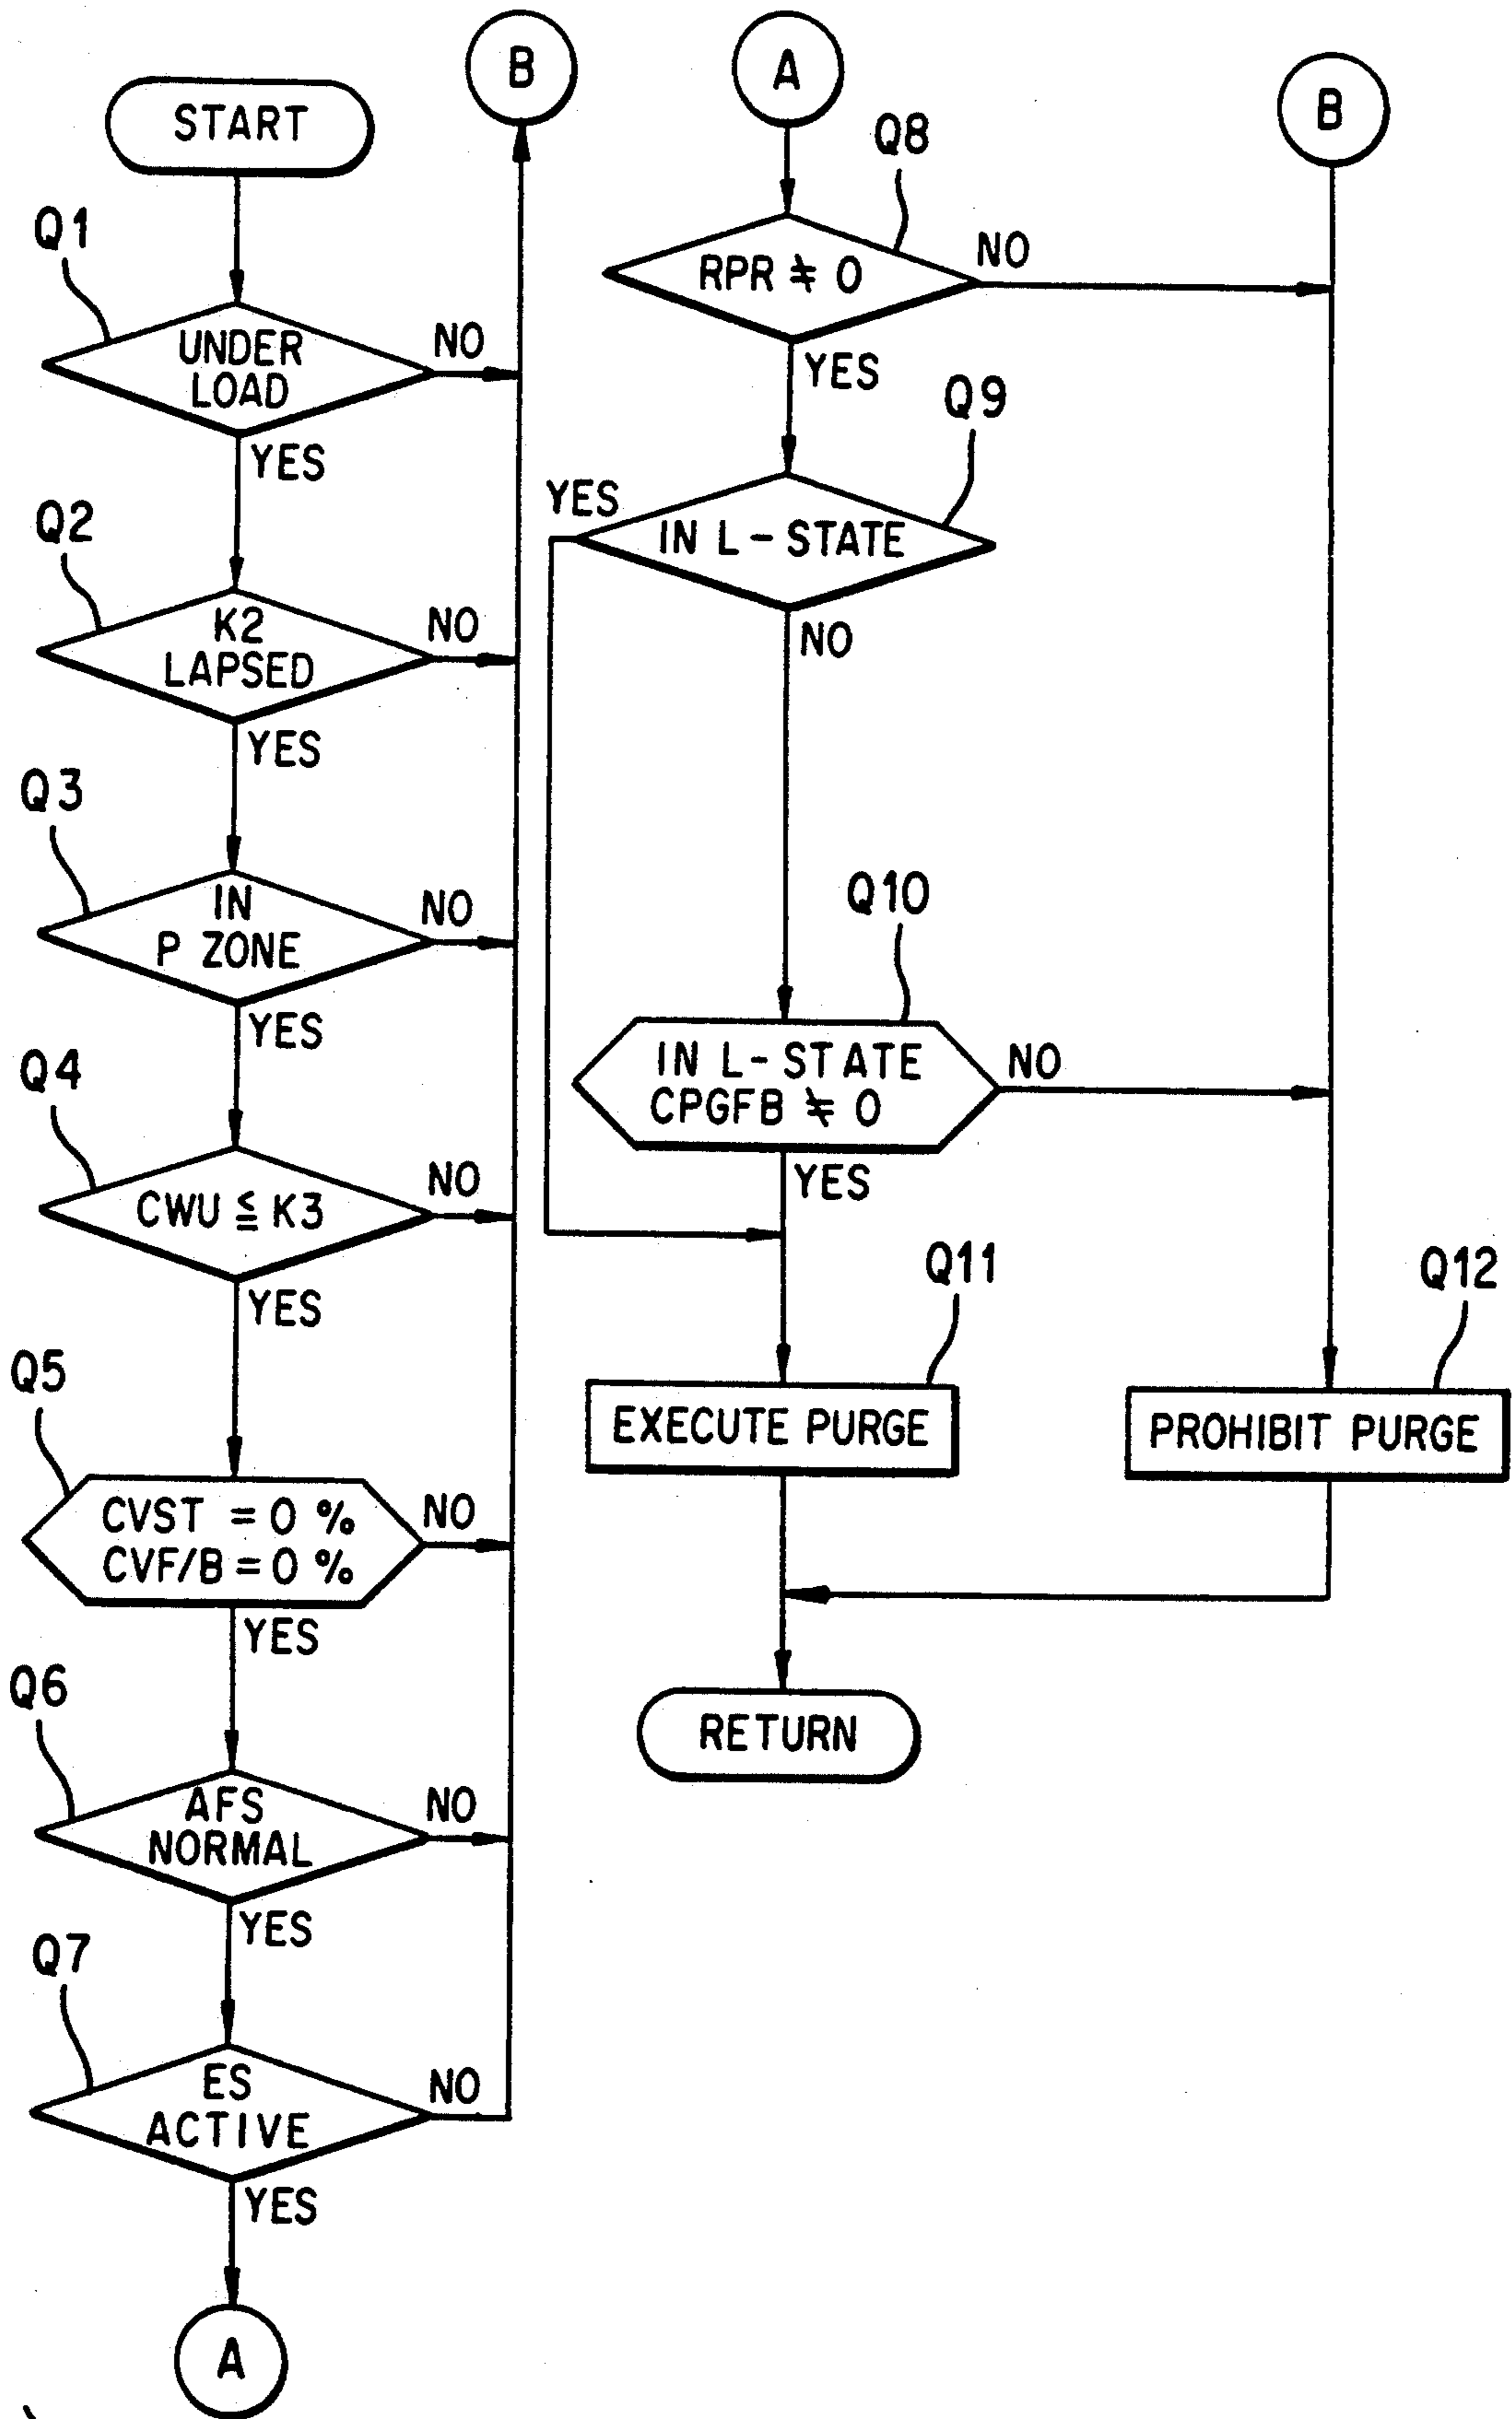 START
Q1
UNDER
LOAD
NO
YES
Q2
K2
LAPSED
NO
YES
Q3
IN
P ZONE
NO
YES
Q4
CWU ≦ K3
NO
YES
Q5
CVST = 0 %
CVF/B = 0 %
NO
YES
Q6
AFS
NORMAL
NO
YES
Q7
ES
ACTIVE
NO
YES
A
B
A
Q8
RPR ≠ 0
NO
YES
Q9
IN L-STATE
YES
NO
Q10
IN L-STATE
CPGFB ≠ 0
NO
YES
Q11
EXECUTE PURGE
RETURN
B
Q12
PROHIBIT PURGE